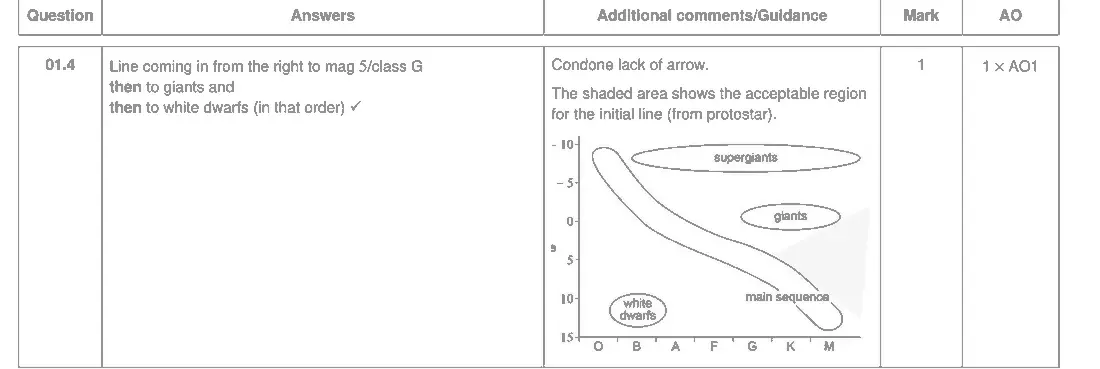 Question Answers Additional comments/Guidance Mark AO
01.4
Line coming in from the right to mag 5/class G
then to giants and
then to white dwarfs (in that order) ✓
Condone lack of arrow.
The shaded area shows the acceptable region
for the initial line (from protostar).
1
1 × AO1
- 10
supergiants
- 5
0
giants
5
10
main sequence
white
dwarfs
15
O B A F G K M